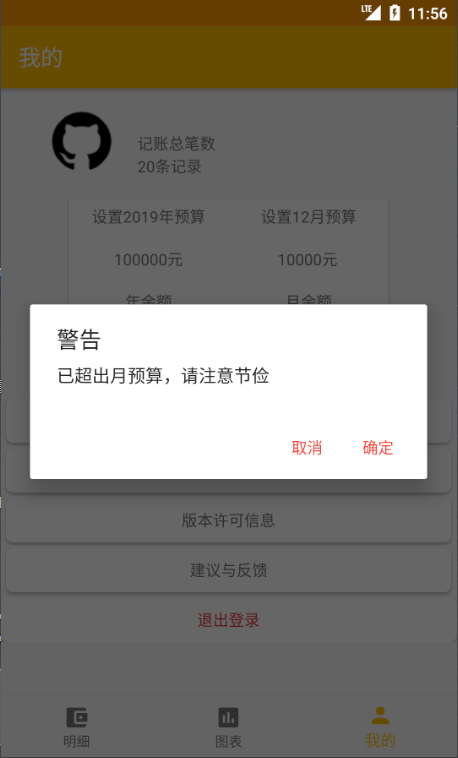 LTE 11:56
我的
记账总笔数
20条记录
设置2019年预算 设置12月预算
100000元 10000元
年余额 月余额
警告
已超出月预算，请注意节俭
取消 确定
版本许可信息
建议与反馈
退出登录
明细 图表 我的